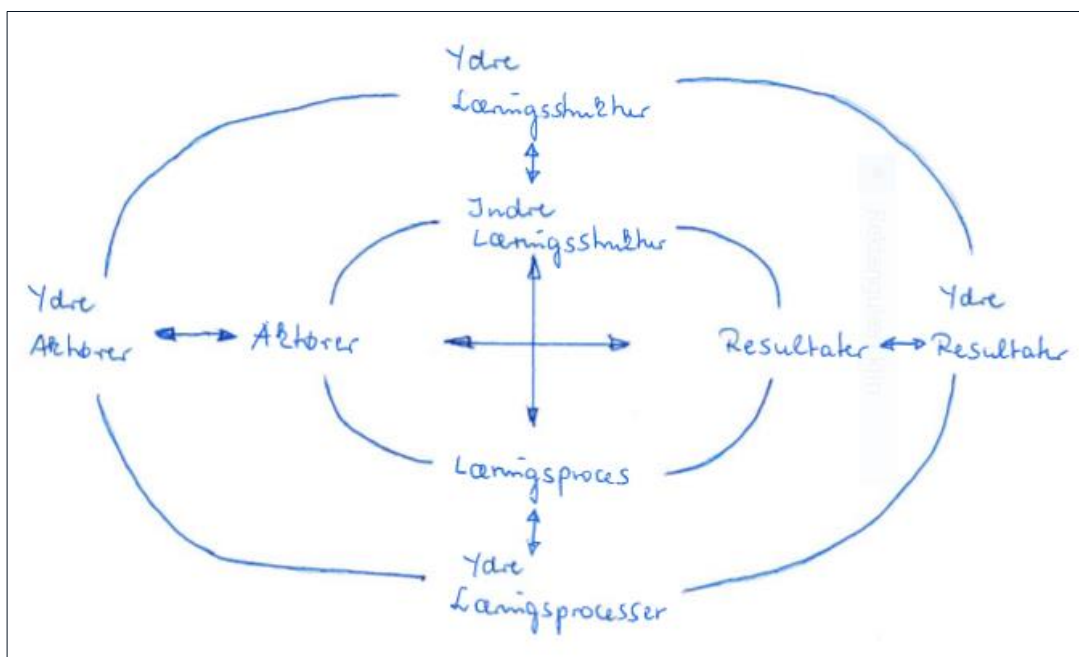 Ydre
Læringsstruktur
Indre
Læringsstruktur
Ydre
Aktører
Aktører
Resultater
Ydre
Resultater
Læringsproces
Ydre
Læringsprocesser